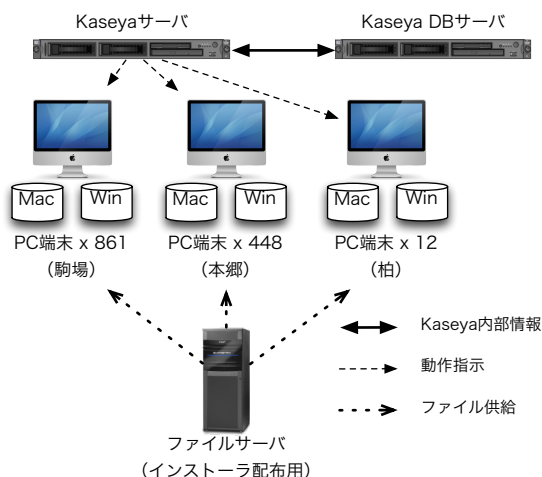 Kaseyaサーバ
Kaseya DBサーバ
Mac
Win
Mac
Win
Mac
Win
PC端末 x 861
(駒場)
PC端末 x 448
(本郷)
PC端末 x 12
(柏)
Kaseya内部情報
動作指示
ファイル供給
ファイルサーバ
(インストーラ配布用)